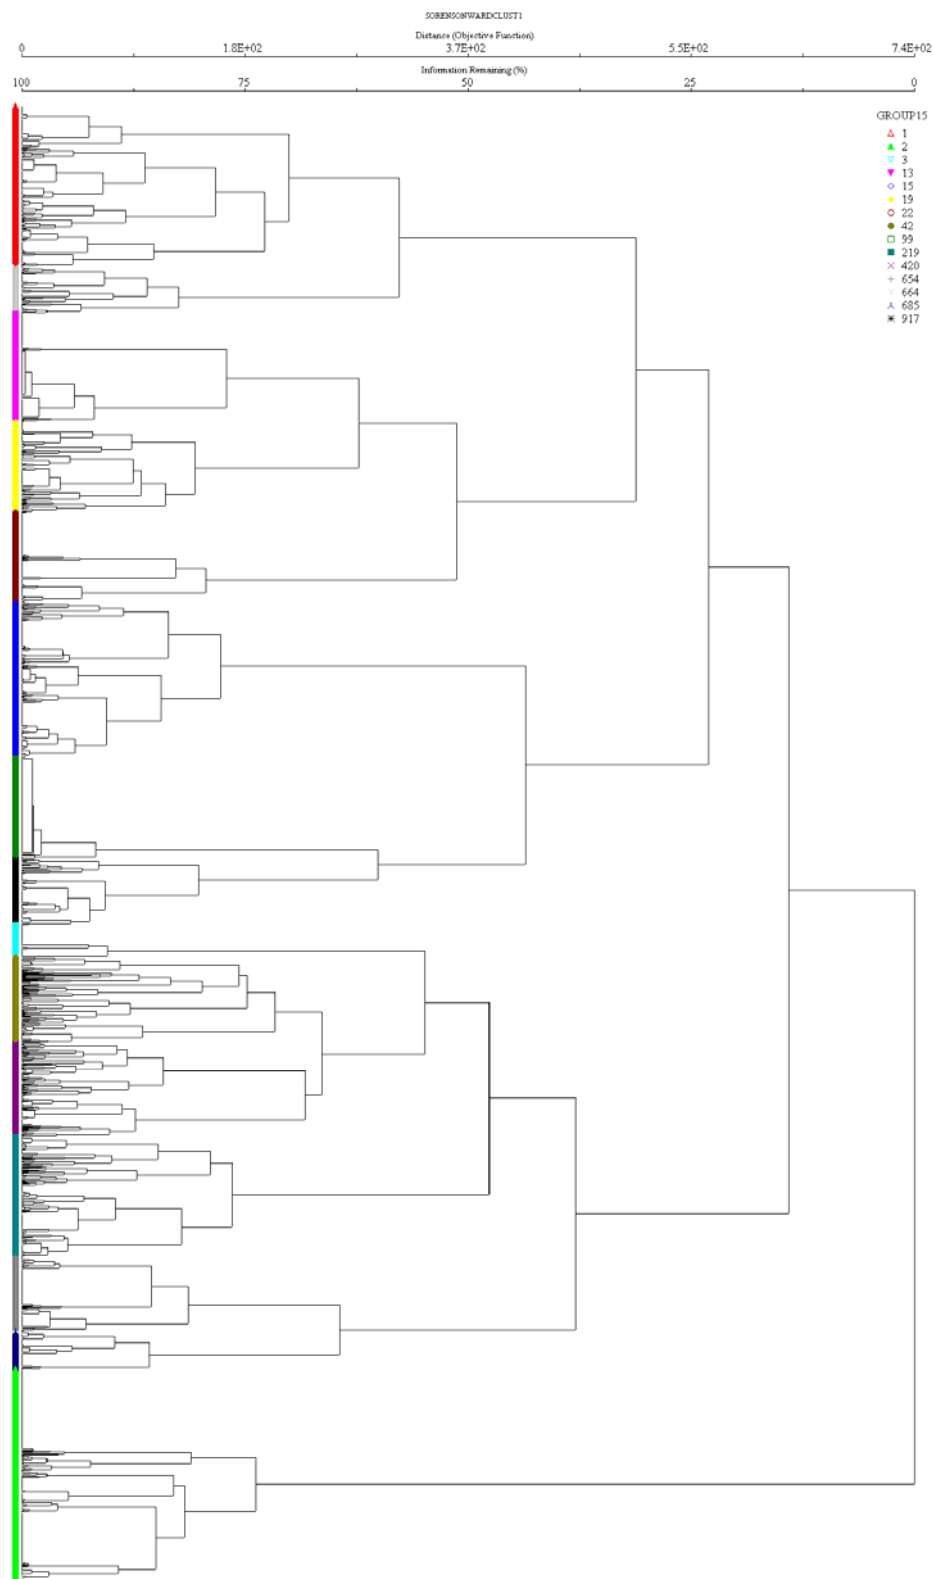 SORENSONWARDCLUST1
Distance (Objective Function)
0 1.8E+02 3.7E+02 5.5E+02 7.4E+02
Information Remaining (%)
100 75 50 25 0
GROUP15
1
2
3
13
15
19
22
42
99
219
420
654
664
685
917